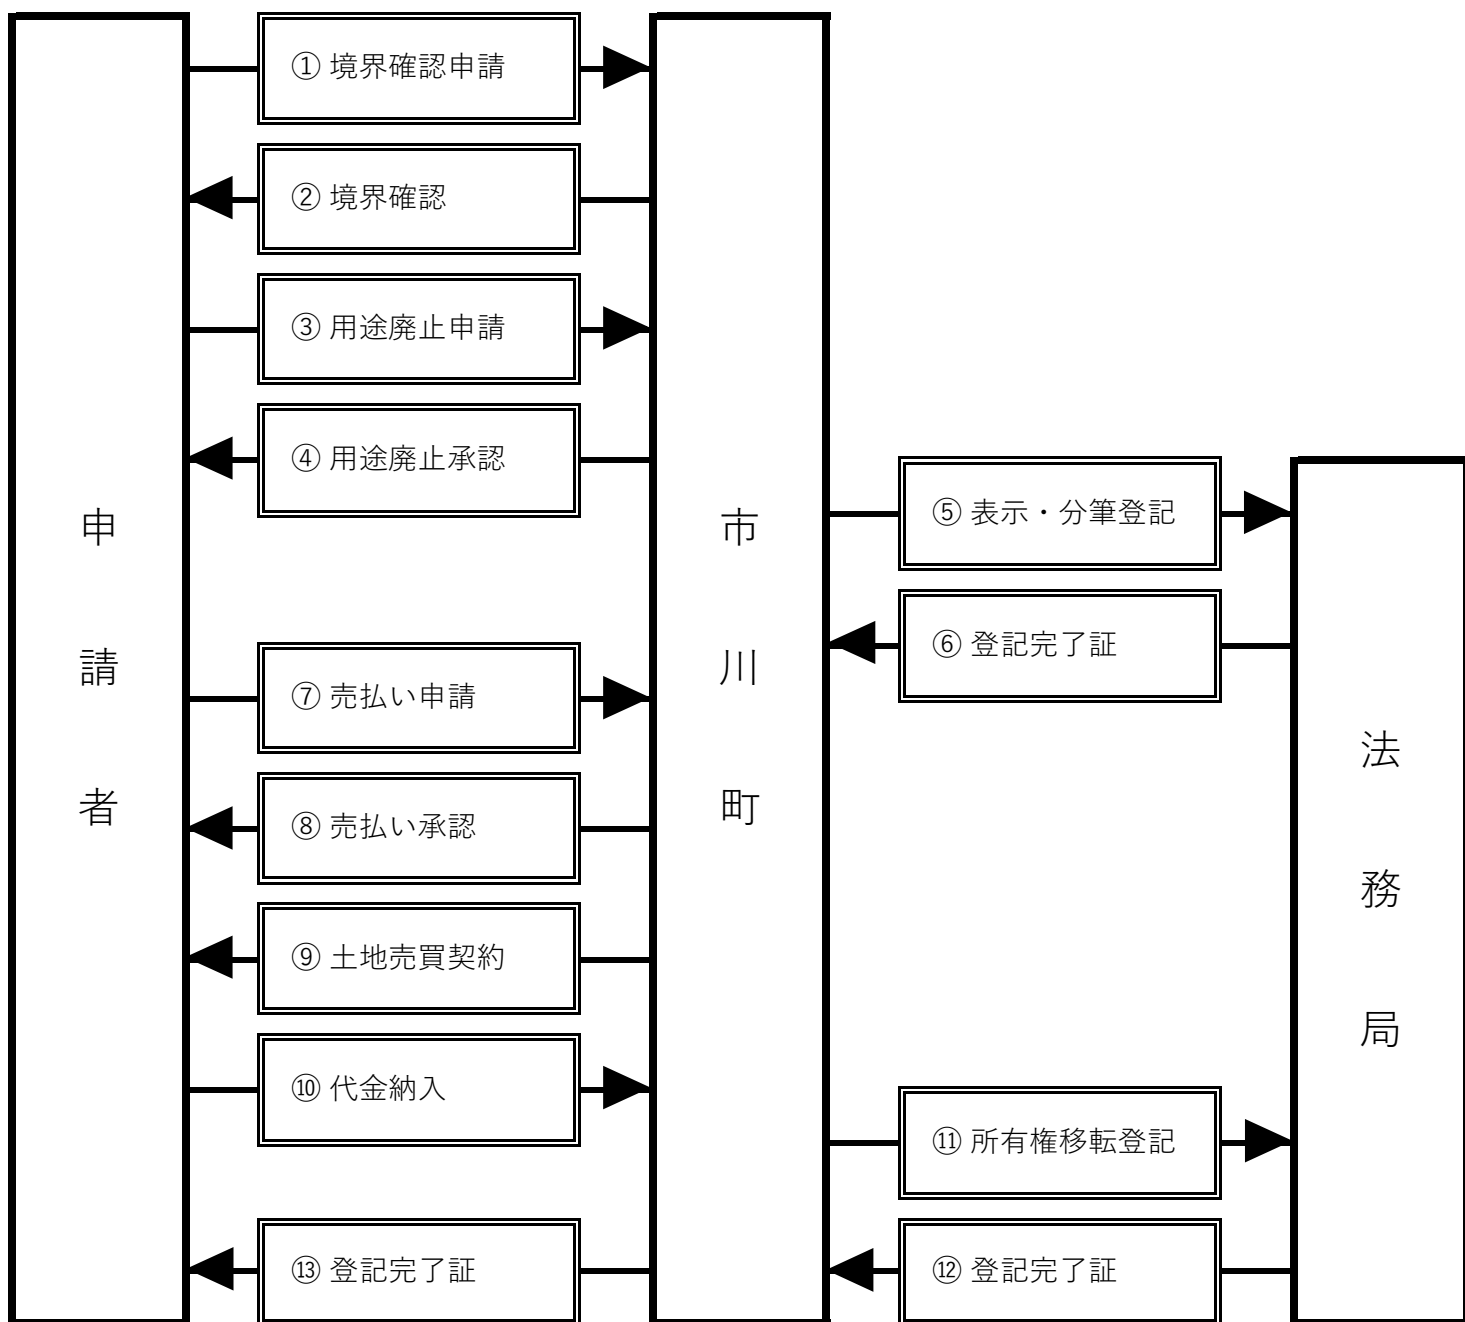 ① 境界確認申請
② 境界確認
③ 用途廃止申請
④ 用途廃止承認
⑤ 表示・分筆登記
⑥ 登記完了証
⑦ 売払い申請
⑧ 売払い承認
⑨ 土地売買契約
⑩ 代金納入
⑪ 所有権移転登記
⑫ 登記完了証
⑬ 登記完了証
申請者
市川町
法務局